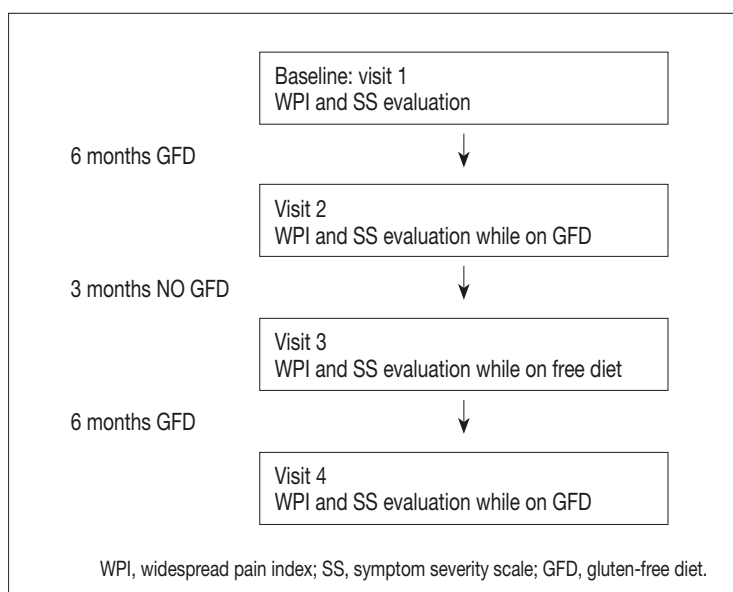 Baseline: visit 1
WPI and SS evaluation
6 months GFD
Visit 2
WPI and SS evaluation while on GFD
3 months NO GFD
Visit 3
WPI and SS evaluation while on free diet
6 months GFD
Visit 4
WPI and SS evaluation while on GFD
WPI, widespread pain index; SS, symptom severity scale; GFD, gluten-free diet.